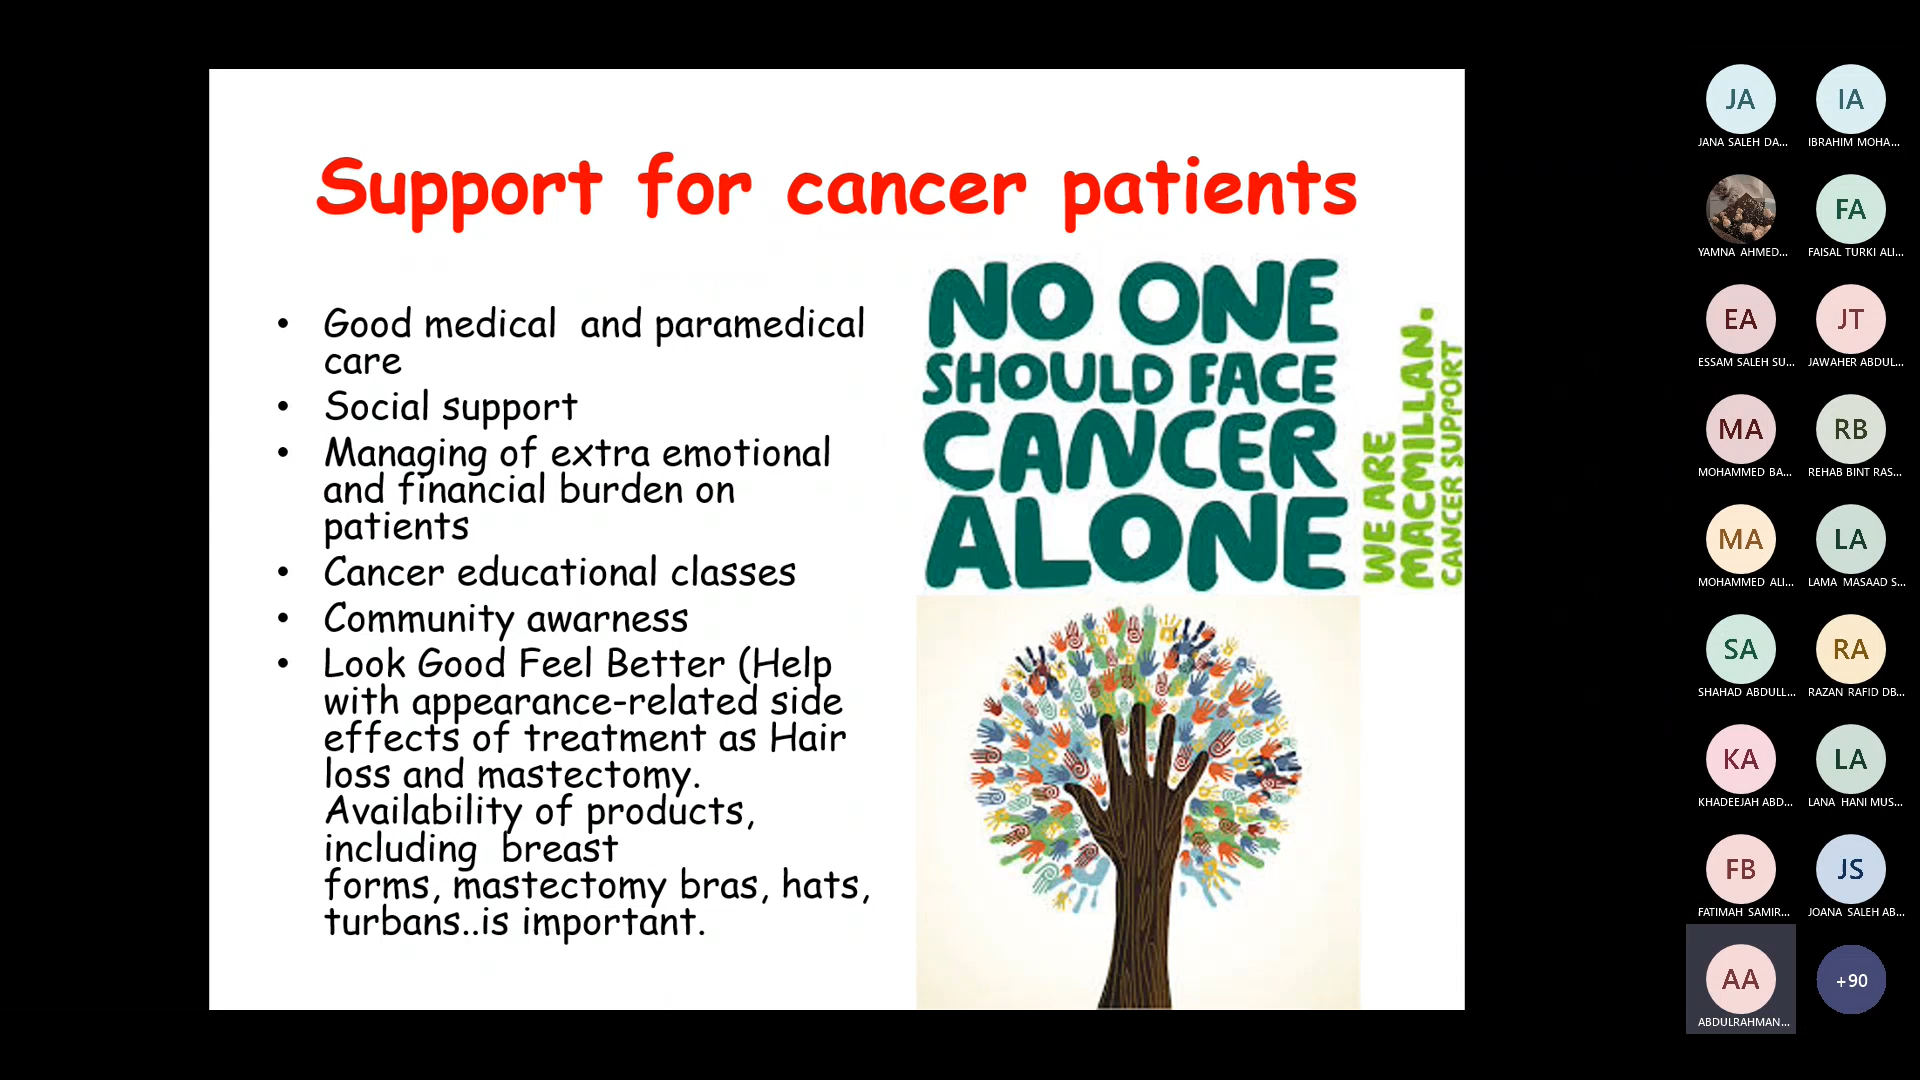 Support for cancer patients
• Good medical  and paramedical
care
• Social support
• Managing of extra emotional
and financial burden on
patients
• Cancer educational classes
• Community awarness
• Look Good Feel Better (Help
with appearance-related side
effects of treatment as Hair
loss and mastectomy.
Availability of products,
including  breast
forms, mastectomy bras, hats,
turbans..is important.
NO ONE
SHOULD FACE
CANCER
ALONE
WE ARE
MACMILLAN.
CANCER SUPPORT
JA
JANA SALEH DA...
IA
IBRAHIM MOHA...
YAMNA AHMED...
FA
FAISAL TURKI ALI...
EA
ESSAM SALEH SU...
JT
JAWAHER ABDUL...
MA
MOHAMMED BA...
RB
REHAB BINT RAS...
MA
MOHAMMED ALI...
LA
LAMA MASAAD S...
SA
SHAHAD ABDULL...
RA
RAZAN RAFID DB...
KA
KHADEEJAH ABD...
LA
LANA HANI MUS...
FB
FATIMAH SAMIR...
JS
JOANA SALEH AB...
AA
ABDULRAHMAN...
+90